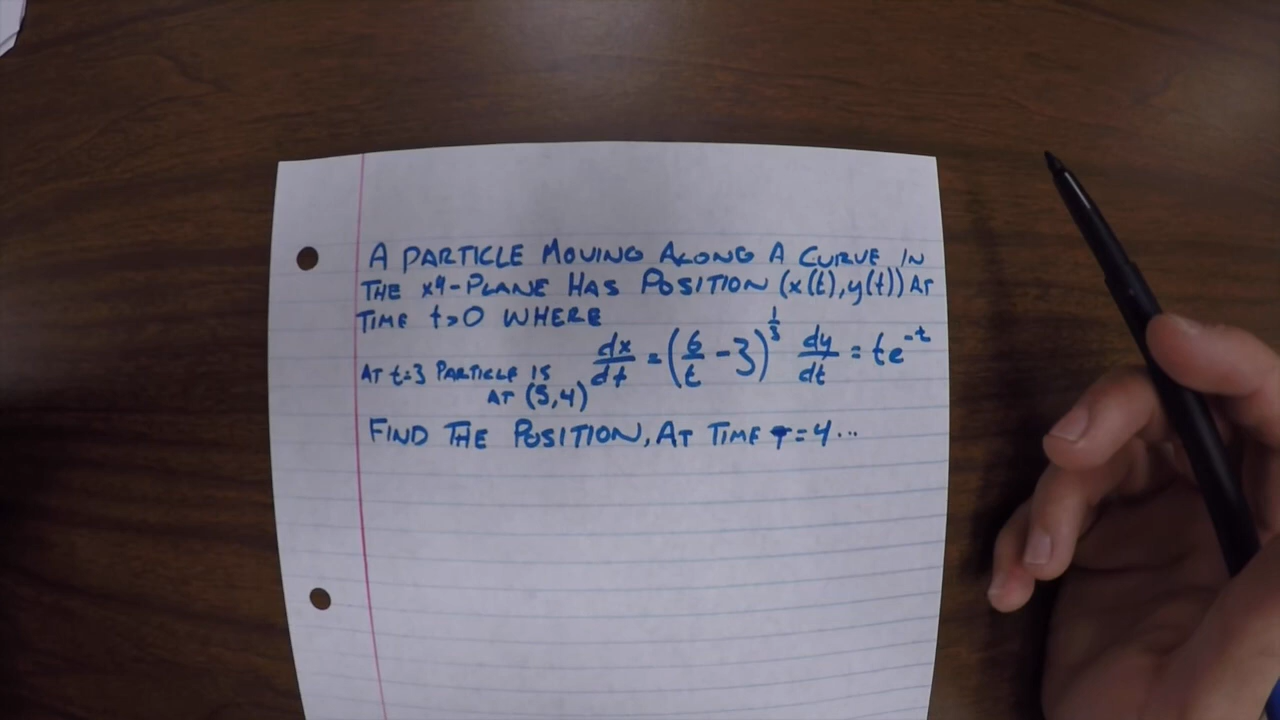 A PARTICLE MOVING ALONG A CURVE IN
THE xy-PLANE HAS POSITION (x(t), y(t)) AT
TIME t>0 WHERE
dx/dt = (6/t - 3)^1/3 dy/dt = te^-t
AT t=3 PARTICLE IS
AT (5,4)
FIND THE POSITION, AT TIME T=4...